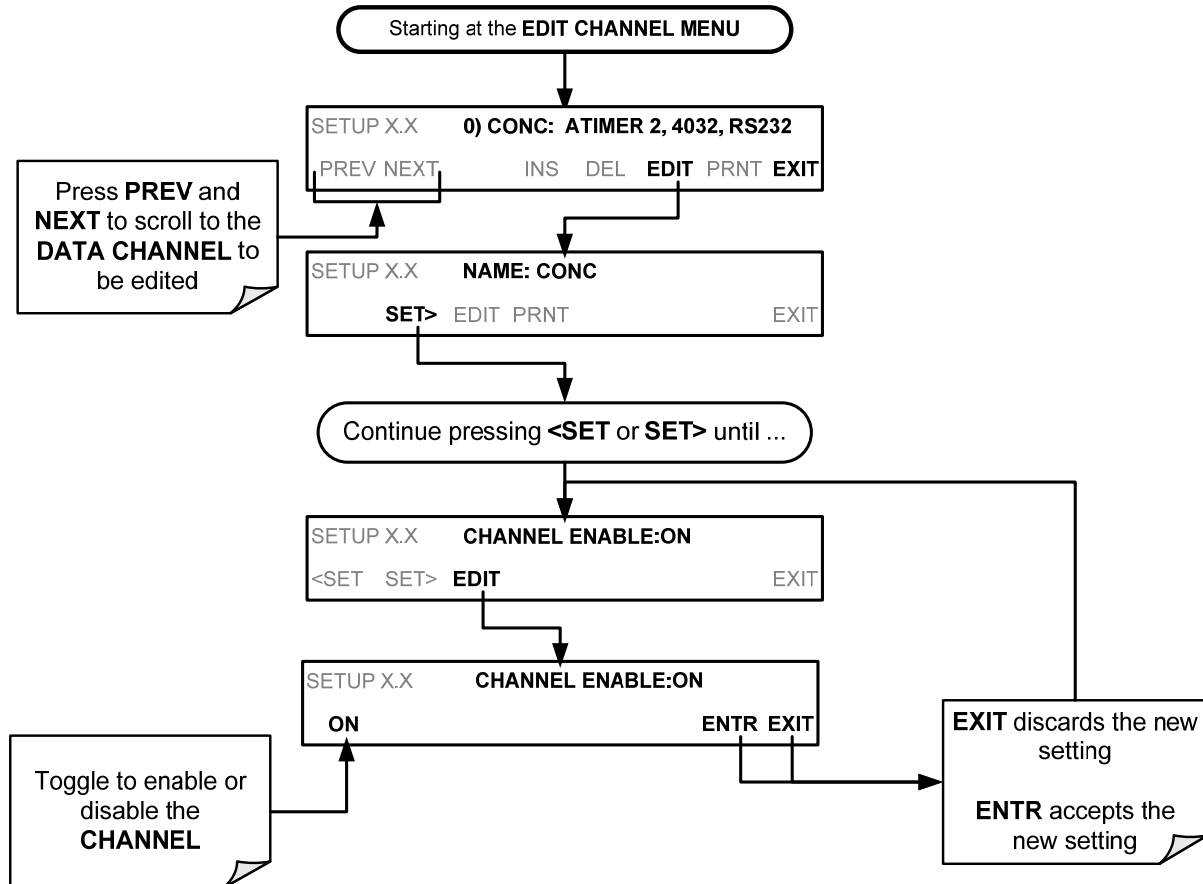 Starting at the EDIT CHANNEL MENU
SETUP X.X 0) CONC: ATIMER 2, 4032, RS232
PREV NEXT INS DEL EDIT PRNT EXIT
Press PREV and
NEXT to scroll to the
DATA CHANNEL to
be edited
SETUP X.X NAME: CONC
SET> EDIT PRNT EXIT
Continue pressing <SET or SET> until ...
SETUP X.X CHANNEL ENABLE:ON
<SET SET> EDIT EXIT
SETUP X.X CHANNEL ENABLE:ON
ON ENTR EXIT
Toggle to enable or
disable the
CHANNEL
EXIT discards the new
setting
ENTR accepts the
new setting